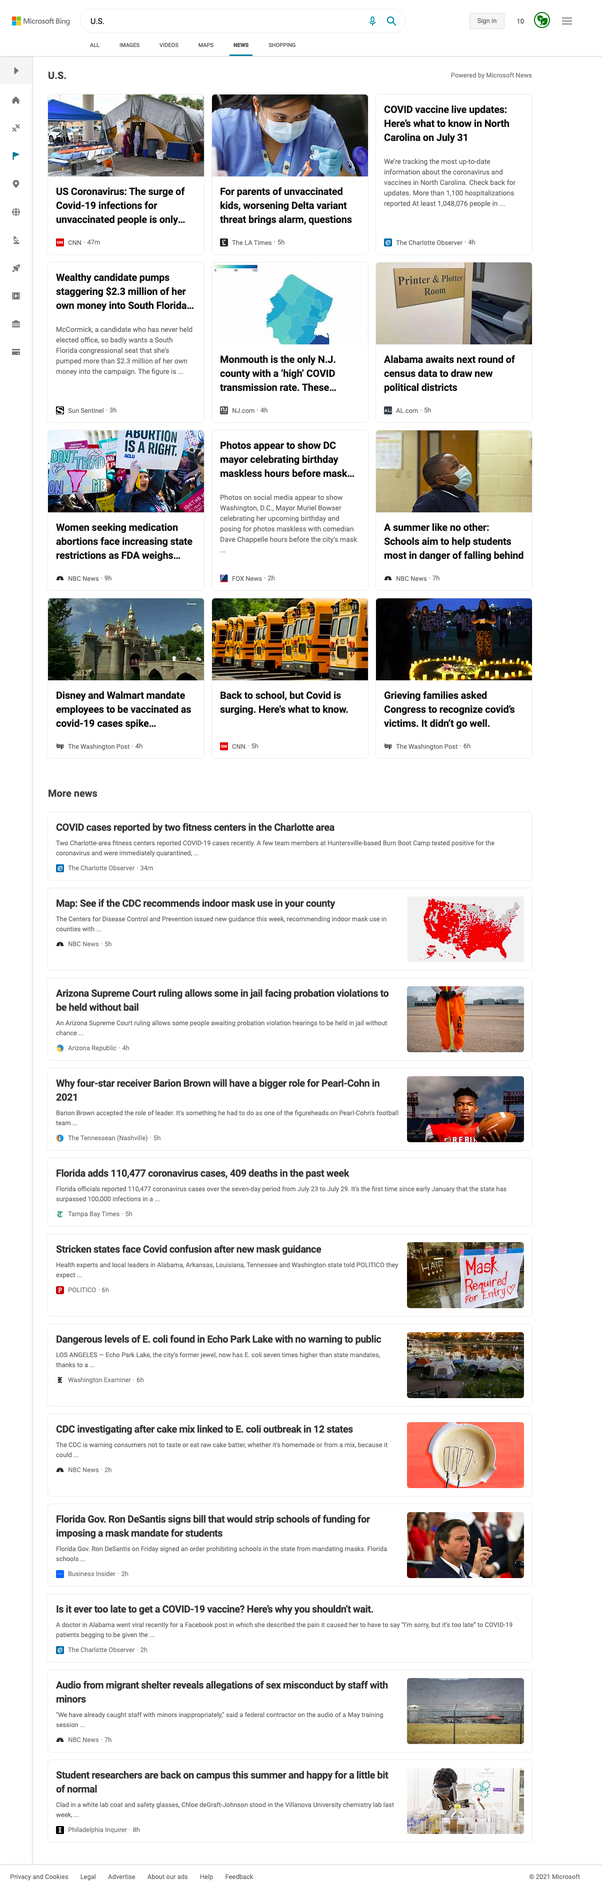 Microsoft Bing
U.S.
Sign in
10
ALL IMAGES VIDEOS MAPS NEWS SHOPPING
U.S.
Powered by Microsoft News
US Coronavirus: The surge of
Covid-19 infections for
unvaccinated people is only...
CNN · 47m
For parents of unvaccinated
kids, worsening Delta variant
threat brings alarm, questions
The LA Times · 5h
COVID vaccine live updates:
Here's what to know in North
Carolina on July 31
We're tracking the most up-to-date
information about the coronavirus and
vaccines in North Carolina. Check back for
updates. More than 1,100 hospitalizations
reported At least 1,048,076 people in ...
The Charlotte Observer · 4h
Wealthy candidate pumps
staggering $2.3 million of her
own money into South Florida...
McCormick, a candidate who has never held
elected office, so badly wants a South
Florida congressional seat that she's
pumped more than $2.3 million of her own
money into the campaign. The figure is ...
Sun Sentinel · 3h
Monmouth is the only N.J.
county with a 'high' COVID
transmission rate. These...
NJ.com · 4h
Printer & Plotter
Room
Alabama awaits next round of
census data to draw new
political districts
AL.com · 5h
DON'T TREAD
ON ME
ABORTION
IS A RIGHT.
ACLU
Women seeking medication
abortions face increasing state
restrictions as FDA weighs...
NBC News · 9h
Photos appear to show DC
mayor celebrating birthday
maskless hours before mask...
Photos on social media appear to show
Washington, D.C., Mayor Muriel Bowser
celebrating her upcoming birthday and
posing for photos maskless with comedian
Dave Chappelle hours before the city's mask
...
FOX News · 2h
A summer like no other:
Schools aim to help students
most in danger of falling behind
NBC News · 7h
Disney
Disney and Walmart mandate
employees to be vaccinated as
covid-19 cases spike...
The Washington Post · 4h
Back to school, but Covid is
surging. Here's what to know.
CNN · 5h
Grieving families asked
Congress to recognize covid's
victims. It didn't go well.
The Washington Post · 6h
More news
COVID cases reported by two fitness centers in the Charlotte area
Two Charlotte-area fitness centers reported COVID-19 cases recently. A few team members at Huntersville-based Burn Boot Camp tested positive for the
coronavirus and were immediately quarantined, ...
The Charlotte Observer · 34m
Map: See if the CDC recommends indoor mask use in your county
The Centers for Disease Control and Prevention issued new guidance this week, recommending indoor mask use in
counties with ...
NBC News · 5h
Arizona Supreme Court ruling allows some in jail facing probation violations to
be held without bail
An Arizona Supreme Court ruling allows some people awaiting probation violation hearings to be held in jail without
chance ...
Arizona Republic · 4h
Why four-star receiver Barion Brown will have a bigger role for Pearl-Cohn in
2021
Barion Brown accepted the role of leader. It's something he had to do as one of the figureheads on Pearl-Cohn's football
team ...
The Tennessean (Nashville) · 5h
Florida adds 110,477 coronavirus cases, 409 deaths in the past week
Florida officials reported 110,477 coronavirus cases over the seven-day period from July 23 to July 29. It's the first time since early January that the state has
surpassed 100,000 infections in a ...
Tampa Bay Times · 5h
Stricken states face Covid confusion after new mask guidance
Health experts and local leaders in Alabama, Arkansas, Louisiana, Tennessee and Washington state told POLITICO they
expect ...
POLITICO · 6h
Mask
Required
For Entry
Dangerous levels of E. coli found in Echo Park Lake with no warning to public
LOS ANGELES — Echo Park Lake, the city's former jewel, now has E. coli seven times higher than state mandates,
thanks to a ...
Washington Examiner · 6h
CDC investigating after cake mix linked to E. coli outbreak in 12 states
The CDC is warning consumers not to taste or eat raw cake batter, whether it's homemade or from a mix, because it
could ...
NBC News · 2h
Florida Gov. Ron DeSantis signs bill that would strip schools of funding for
imposing a mask mandate for students
Florida Gov. Ron DeSantis on Friday signed an order prohibiting schools in the state from mandating masks. Florida
schools ...
Business Insider · 2h
Is it ever too late to get a COVID-19 vaccine? Here's why you shouldn't wait.
A doctor in Alabama went viral recently for a Facebook post in which she described the pain it caused her to have to say "I'm sorry, but it's too late" to COVID-19
patients begging to be given the ...
The Charlotte Observer · 2h
Audio from migrant shelter reveals allegations of sex misconduct by staff with
minors
"We have already caught staff with minors inappropriately," said a federal contractor on the audio of a May training
session ...
NBC News · 7h
Student researchers are back on campus this summer and happy for a little bit
of normal
Clad in a white lab coat and safety glasses, Chloe deGraft-Johnson stood in the Villanova University chemistry lab last
week, ...
Philadelphia Inquirer · 8h
Privacy and Cookies Legal Advertise About our ads Help Feedback
© 2021 Microsoft